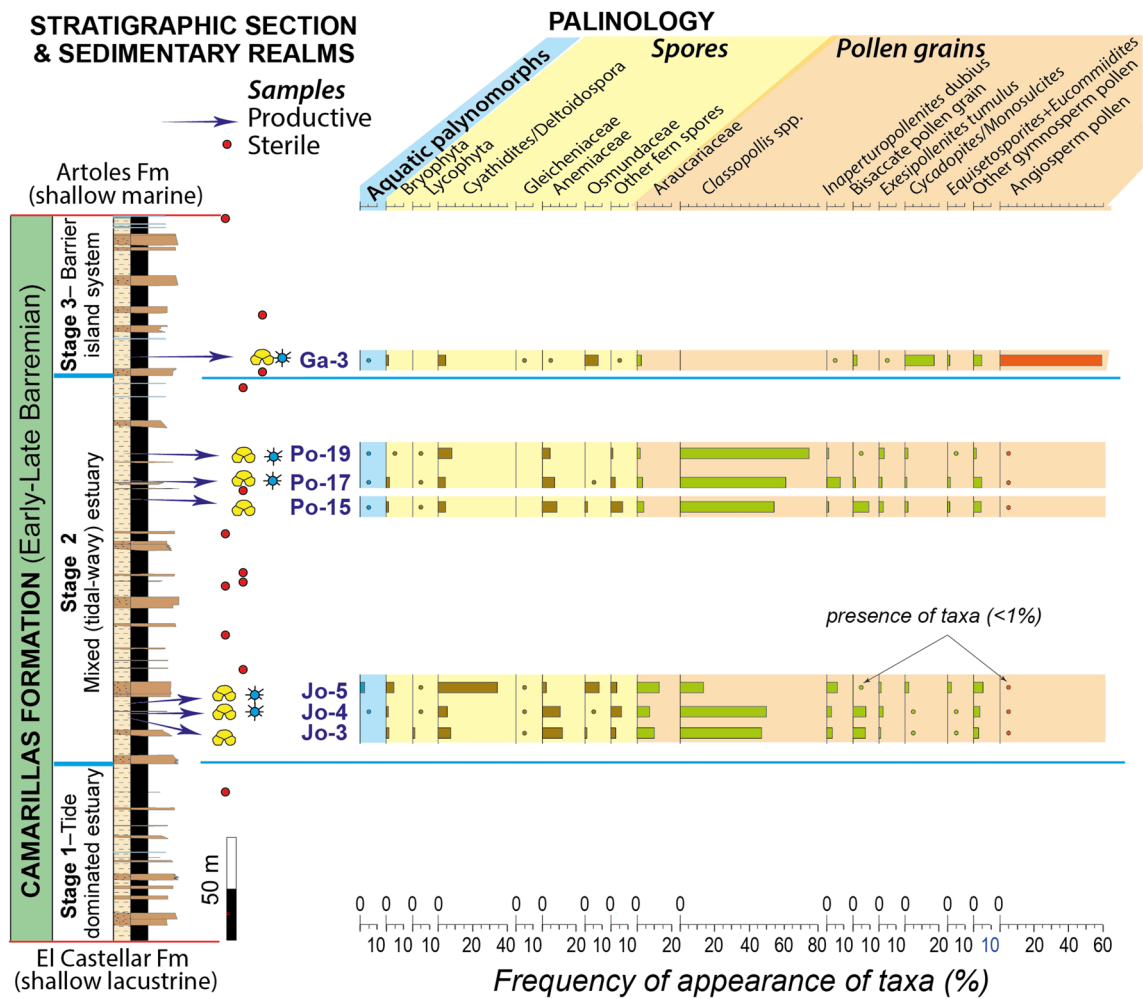 STRATIGRAPHIC SECTION
& SEDIMENTARY REALMS
Samples
Productive
Sterile
PALINOLOGY
Spores
Pollen grains
Aquatic palynomorphs
Bryophyta
Lycophyta
Cyathidites/Deltoidospora
Gleicheniaceae
Anemiaceae
Osmundaceae
Other fern spores
Araucariaceae
Classopollis spp.
Inaperturopollenites dubius
Bisaccate pollen grain
Exesipollenites tumulus
Cycadopites/Monosulcites
Equisetosporites+Eucommiidites
Other gymnosperm pollen
Angiosperm pollen
Artoles Fm
(shallow marine)
CAMARILLAS FORMATION (Early-Late Barremian)
Stage 3– Barrier
island system
Stage 2
Mixed (tidal-wavy) estuary
Stage 1–Tide
dominated estuary
El Castellar Fm
(shallow lacustrine)
50 m
Ga-3
Po-19
Po-17
Po-15
presence of taxa (<1%)
Jo-5
Jo-4
Jo-3
0 0 0 0 0 0 0 0 0 0 0 0 0 0 0 0 0
10 10 10 20 40 10 20 10 10 20 20 40 60 80 10 10 10 20 10 10 20 40 60
Frequency of appearance of taxa (%)